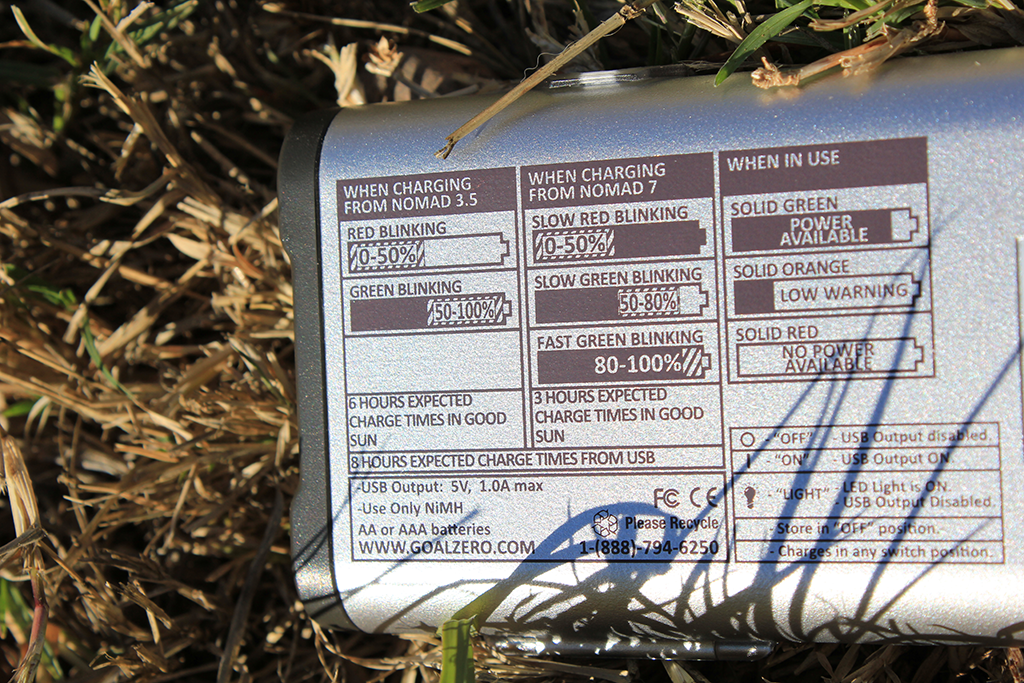 WHEN CHARGING
FROM NOMAD 3.5
RED BLINKING
0-50%
GREEN BLINKING
50-100%
6 HOURS EXPECTED
CHARGE TIMES IN GOOD
SUN
WHEN CHARGING
FROM NOMAD 7
SLOW RED BLINKING
0-50%
SLOW GREEN BLINKING
50-80%
FAST GREEN BLINKING
80-100%
3 HOURS EXPECTED
CHARGE TIMES IN GOOD
SUN
8 HOURS EXPECTED CHARGE TIMES FROM USB
-USB Output: 5V, 1.0A max
-Use Only NiMH
AA or AAA batteries
WWW.GOALZERO.COM
FC CE
Please Recycle
1-(888)-794-6250
WHEN IN USE
SOLID GREEN
POWER
AVAILABLE
SOLID ORANGE
LOW WARNING
SOLID RED
NO POWER
AVAILABLE
O - "OFF" - USB Output disabled.
I - "ON" - USB Output ON.
- "LIGHT" - LED Light is ON.
- USB Output Disabled.
- Store in "OFF" position.
- Charges in any switch position.